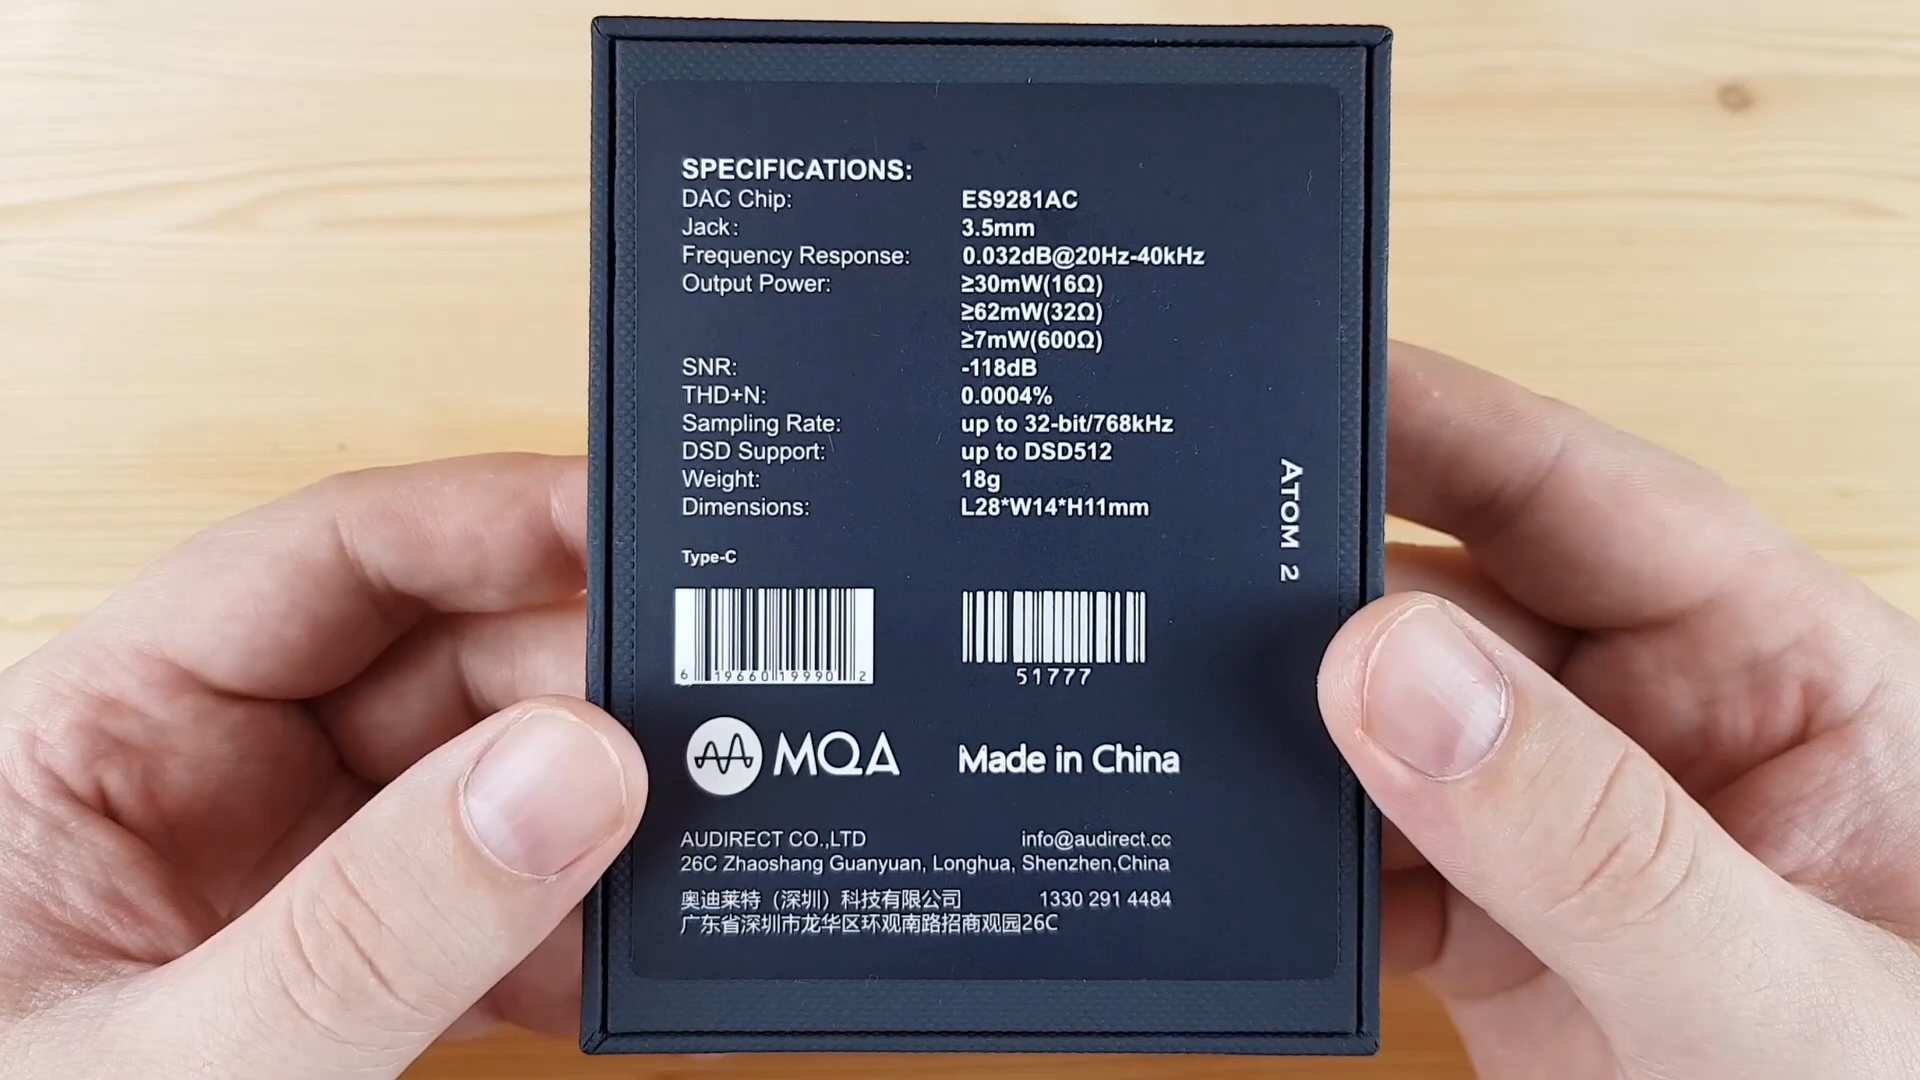 SPECIFICATIONS:
DAC Chip: ES9281AC
Jack: 3.5mm
Frequency Response: 0.032dB@20Hz-40kHz
Output Power: ≥30mW(16Ω)
≥62mW(32Ω)
≥7mW(600Ω)
SNR: -118dB
THD+N: 0.0004%
Sampling Rate: up to 32-bit/768kHz
DSD Support: up to DSD512
Weight: 18g
Dimensions: L28*W14*H11mm
ATOM 2
Type-C
6 19660 19990 2
51777
MQA
Made in China
AUDIRECT CO.,LTD info@audirect.cc
26C Zhaoshang Guanyuan, Longhua, Shenzhen,China
奥迪莱特（深圳）科技有限公司 1330 291 4484
广东省深圳市龙华区环观南路招商观园26C